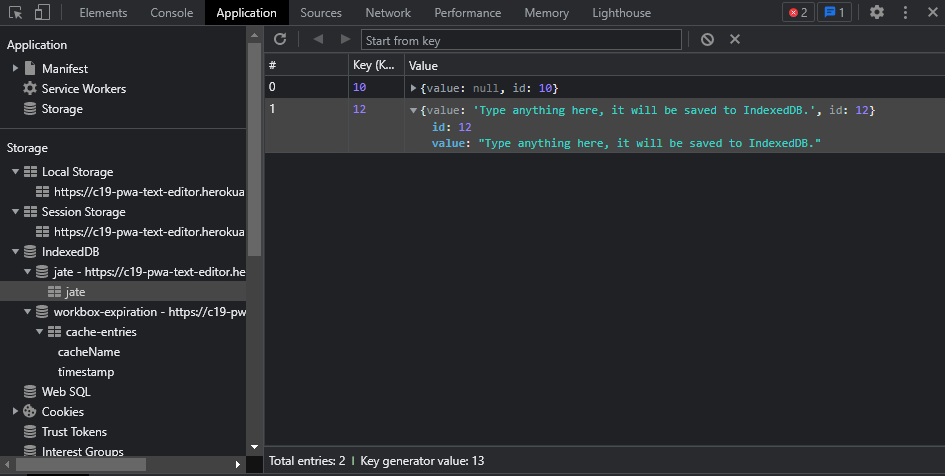 Elements Console Application Sources Network Performance Memory Lighthouse 2 1
Application
Manifest
Service Workers
Storage
Storage
Local Storage
https://c19-pwa-text-editor.herokua
Session Storage
https://c19-pwa-text-editor.herokua
IndexedDB
jate - https://c19-pwa-text-editor.he
jate
workbox-expiration - https://c19-pw
cache-entries
cacheName
timestamp
Web SQL
Cookies
Trust Tokens
Interest Groups
Start from key
# Key (K... Value
0 10 {value: null, id: 10}
1 12 {value: 'Type anything here, it will be saved to IndexedDB.', id: 12}
id: 12
value: "Type anything here, it will be saved to IndexedDB."
Total entries: 2 Key generator value: 13